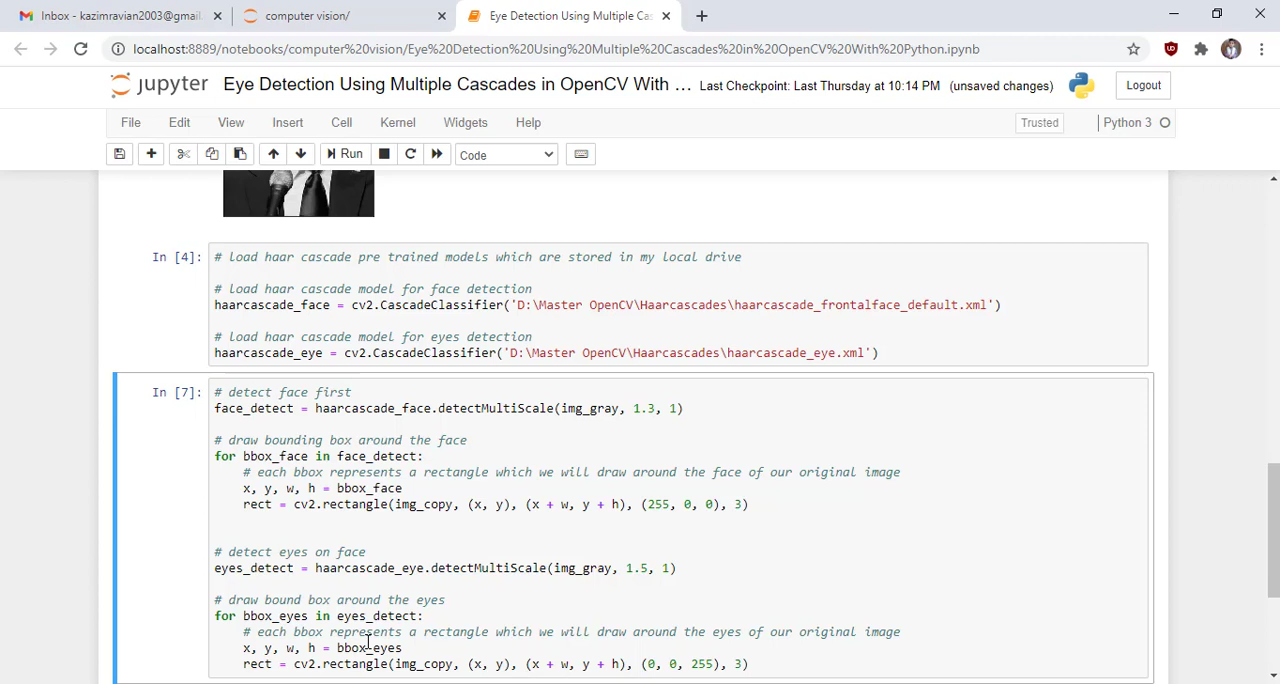 Inbox - kazimravian2003@gmail.
computer vision/
Eye Detection Using Multiple Cas
localhost:8889/notebooks/computer%20vision/Eye%20Detection%20Using%20Multiple%20Cascades%20in%20OpenCV%20With%20Python.ipynb
jupyter Eye Detection Using Multiple Cascades in OpenCV With ... Last Checkpoint: Last Thursday at 10:14 PM (unsaved changes) Logout
File Edit View Insert Cell Kernel Widgets Help Trusted Python 3
Run Code
In [4]:
# load haar cascade pre trained models which are stored in my local drive
# load haar cascade model for face detection
haarcascade_face = cv2.CascadeClassifier('D:\Master OpenCV\Haarcascades\haarcascade_frontalface_default.xml')
# load haar cascade model for eyes detection
haarcascade_eye = cv2.CascadeClassifier('D:\Master OpenCV\Haarcascades\haarcascade_eye.xml')
In [7]:
# detect face first
face_detect = haarcascade_face.detectMultiScale(img_gray, 1.3, 1)
# draw bounding box around the face
for bbox_face in face_detect:
# each bbox represents a rectangle which we will draw around the face of our original image
x, y, w, h = bbox_face
rect = cv2.rectangle(img_copy, (x, y), (x + w, y + h), (255, 0, 0), 3)
# detect eyes on face
eyes_detect = haarcascade_eye.detectMultiScale(img_gray, 1.5, 1)
# draw bound box around the eyes
for bbox_eyes in eyes_detect:
# each bbox represents a rectangle which we will draw around the eyes of our original image
x, y, w, h = bbox_eyes
rect = cv2.rectangle(img_copy, (x, y), (x + w, y + h), (0, 0, 255), 3)